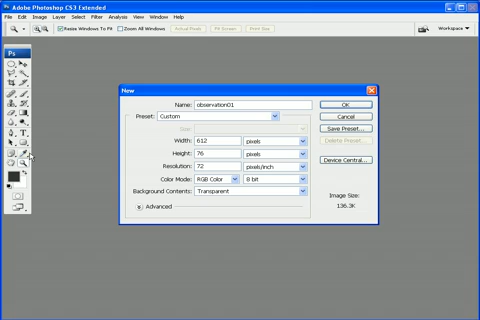 Adobe Photoshop CS3 Extended
File Edit Image Layer Select Filter Analysis View Window Help
Resize Windows To Fit Zoom All Windows Actual Pixels Fit Screen Print Size Workspace
Ps
New
Name: observation01 OK
Preset: Custom Cancel
Size: Save Preset...
Width: 612 pixels Delete Preset...
Height: 76 pixels
Resolution: 72 pixels/inch Device Central...
Color Mode: RGB Color 8 bit
Background Contents: Transparent
Image Size:
Advanced 136.3K
T